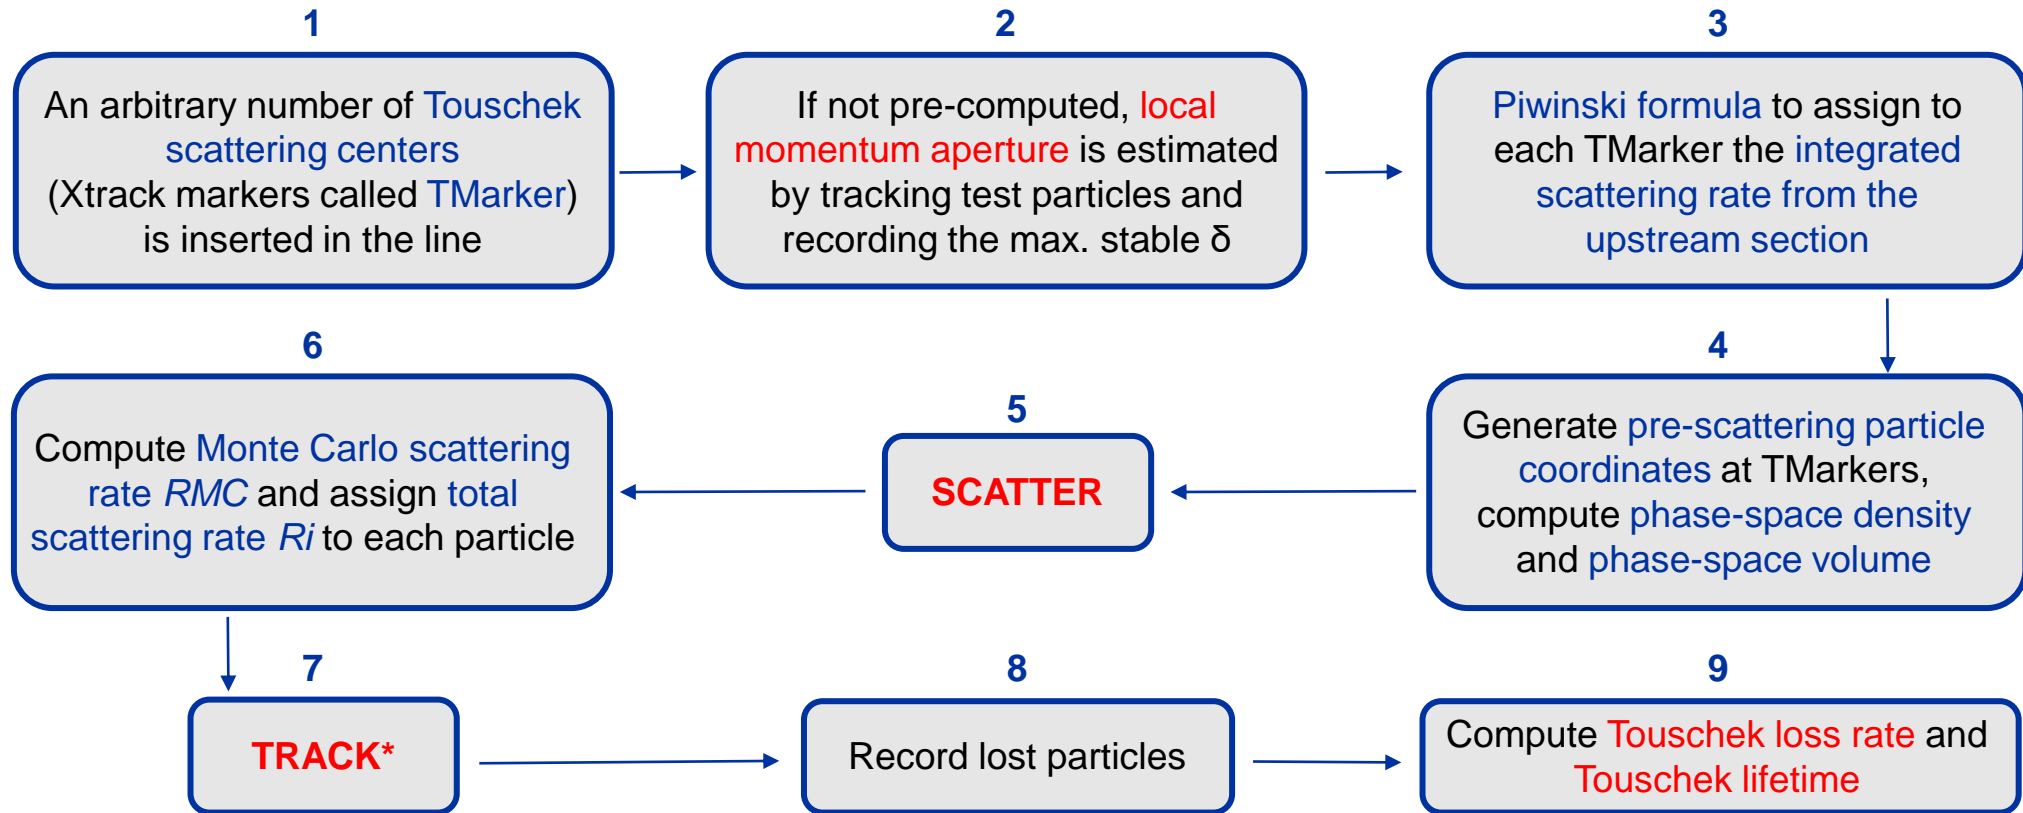 1
An arbitrary number of Touschek
scattering centers
(Xtrack markers called TMarker)
is inserted in the line
2
If not pre-computed, local
momentum aperture is estimated
by tracking test particles and
recording the max. stable δ
3
Piwinski formula to assign to
each TMarker the integrated
scattering rate from the
upstream section
4
Generate pre-scattering particle
coordinates at TMarkers,
compute phase-space density
and phase-space volume
5
SCATTER
6
Compute Monte Carlo scattering
rate RMC and assign total
scattering rate Ri to each particle
7
TRACK*
8
Record lost particles
9
Compute Touschek loss rate and
Touschek lifetime